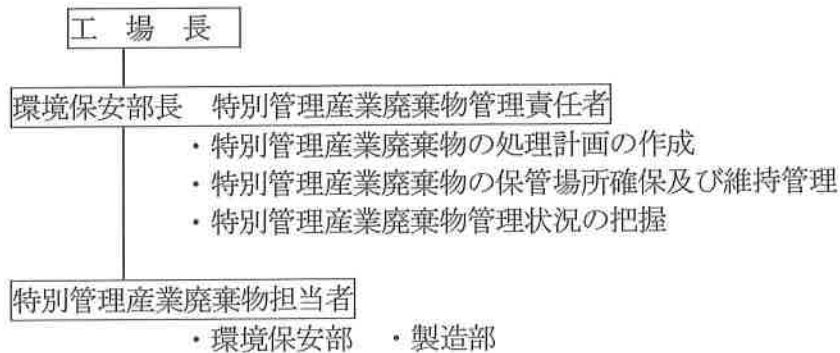 工 場 長
環境保安部長 特別管理産業廃棄物管理責任者
・特別管理産業廃棄物の処理計画の作成
・特別管理産業廃棄物の保管場所確保及び維持管理
・特別管理産業廃棄物管理状況の把握
特別管理産業廃棄物担当者
・環境保安部 ・製造部